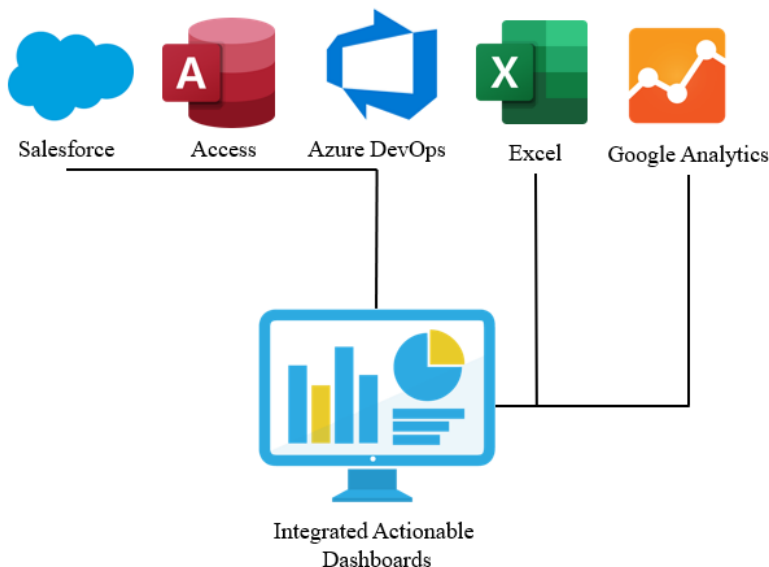 A
X
Salesforce
Access
Azure DevOps
Excel
Google Analytics
Integrated Actionable
Dashboards